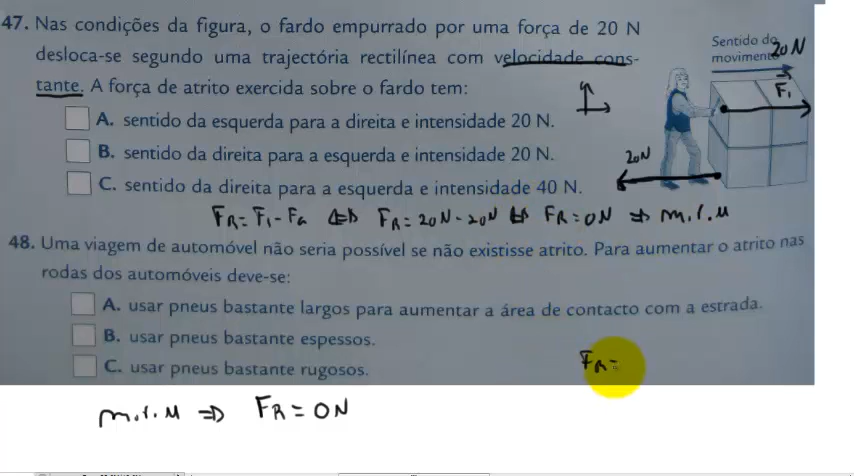 47. Nas condições da figura, o fardo empurrado por uma força de 20 N
desloca-se segundo uma trajectória rectilínea com velocidade cons-
tante. A força de atrito exercida sobre o fardo tem:
A. sentido da esquerda para a direita e intensidade 20 N.
B. sentido da direita para a esquerda e intensidade 20 N.
C. sentido da direita para a esquerda e intensidade 40 N.
Sentido do
movimento
20N
F₁
20N
FR = F₁ - Fa ⇔ FR = 20N - 20N ⇔ FR = 0N ⇒ m.r.u
48. Uma viagem de automóvel não seria possível se não existisse atrito. Para aumentar o atrito nas
rodas dos automóveis deve-se:
A. usar pneus bastante largos para aumentar a área de contacto com a estrada.
B. usar pneus bastante espessos.
C. usar pneus bastante rugosos.
FR =
m.r.u ⇒ FR = 0N